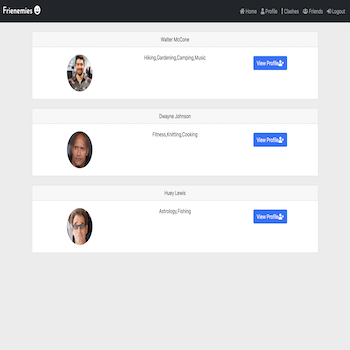 Frienemies
Home Profile Clashes Friends Logout
Walter McCone
Hiking,Gardening,Camping,Music
View Profile
Dwayne Johnson
Fitness,Knitting,Cooking
View Profile
Huey Lewis
Astrology,Fishing
View Profile